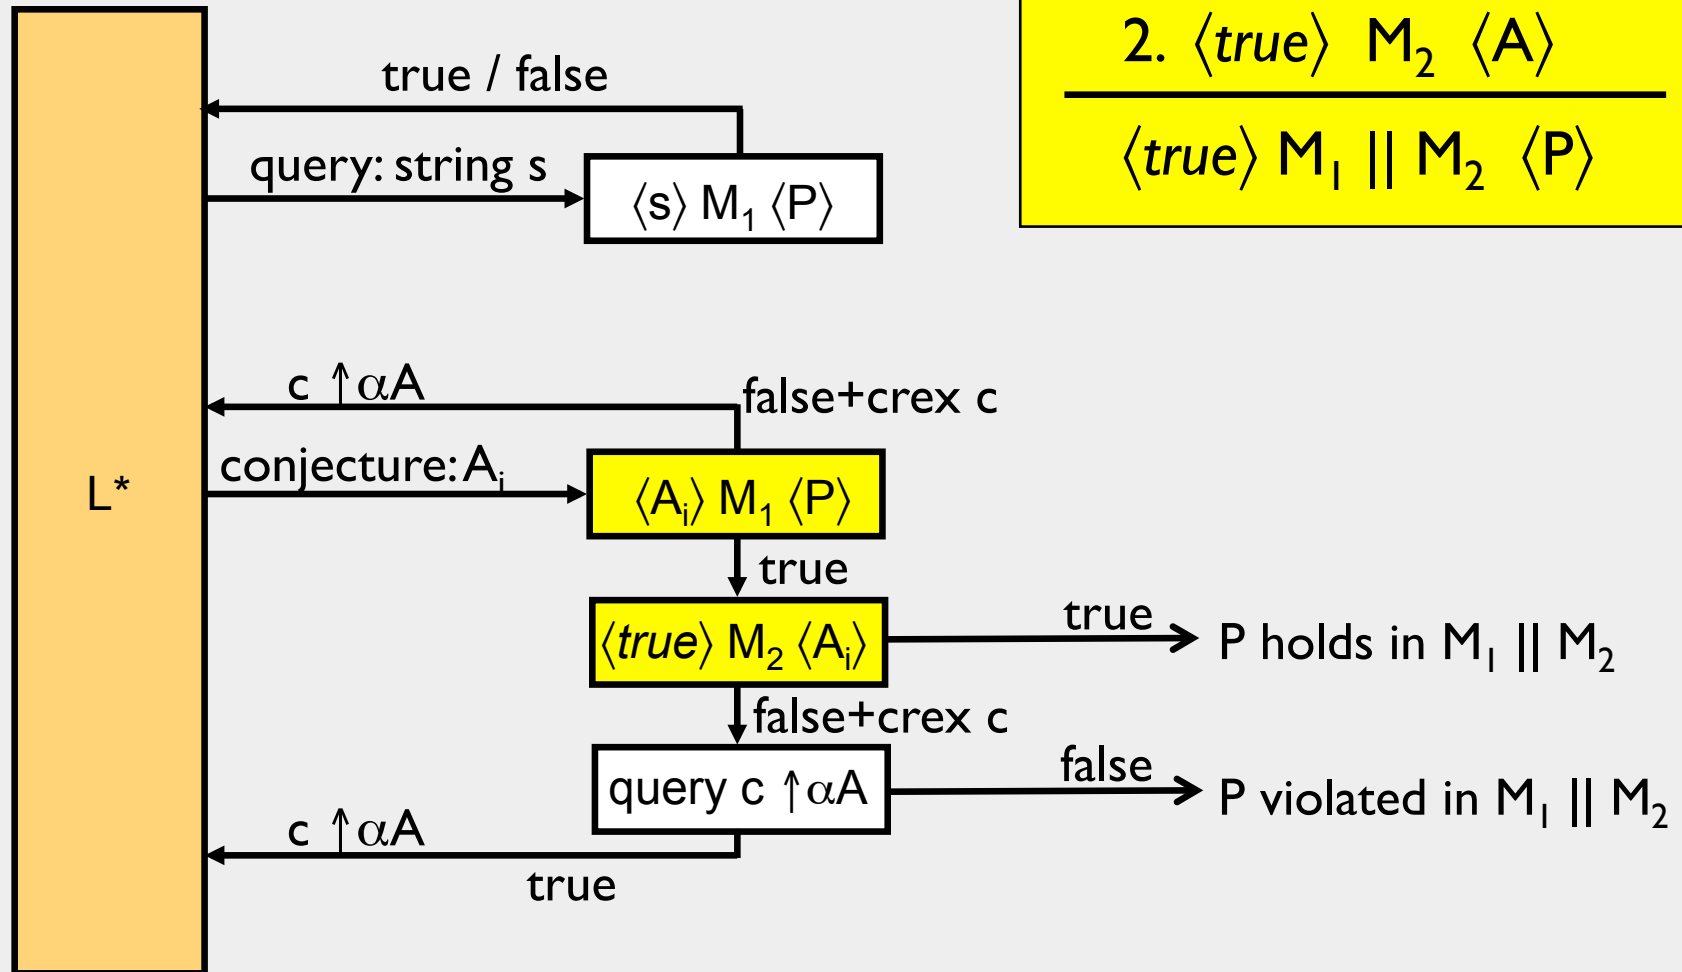 2. ⟨true⟩ M₂ ⟨A⟩
⟨true⟩ M₁ || M₂ ⟨P⟩
true / false
query: string s
⟨s⟩ M₁ ⟨P⟩
c ↑αA
false+crex c
conjecture: Aᵢ
⟨Aᵢ⟩ M₁ ⟨P⟩
L*
true
⟨true⟩ M₂ ⟨Aᵢ⟩
true
P holds in M₁ || M₂
false+crex c
query c ↑αA
false
P violated in M₁ || M₂
c ↑αA
true